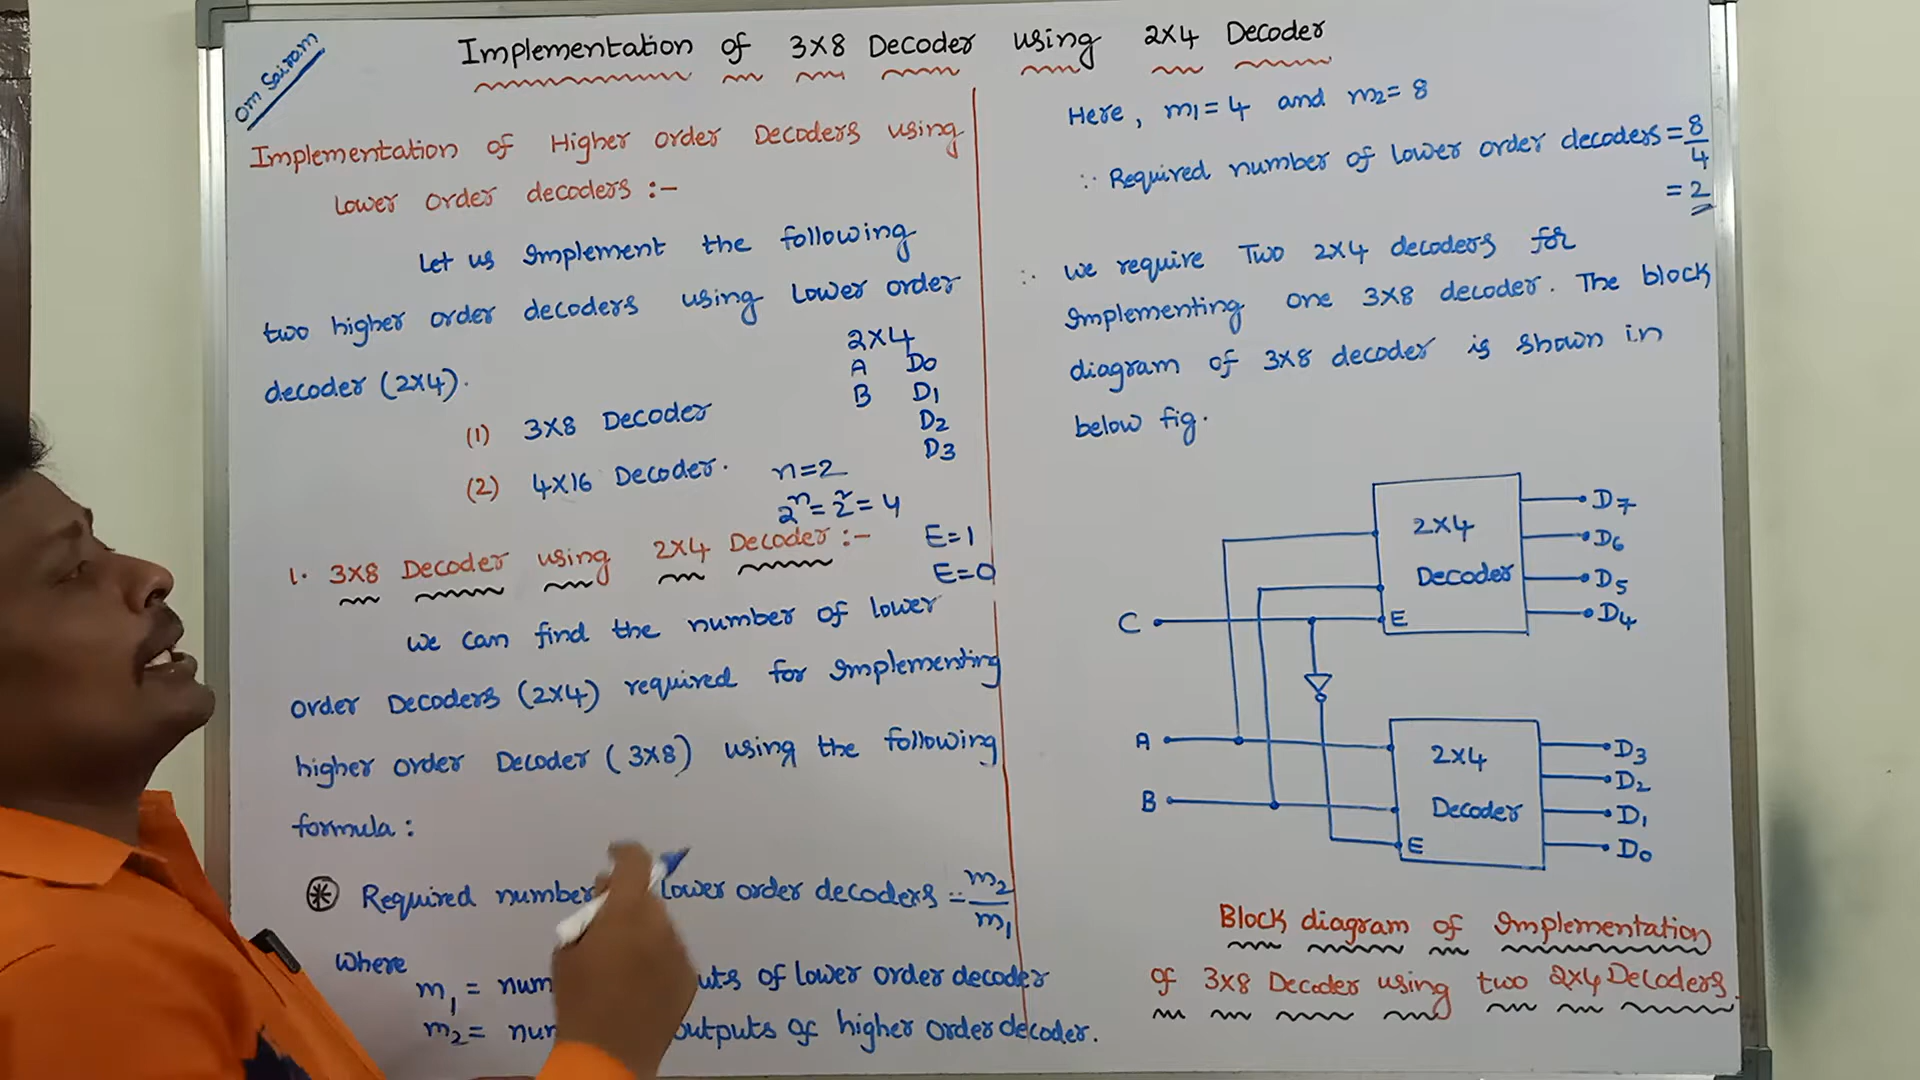 Om Sairam
Implementation of 3X8 Decoder using 2X4 Decoder
Implementation of Higher order Decoders using
Lower order decoders :-
Let us Implement the following
two higher order decoders using Lower order
decoder (2X4).
2X4
A D0
B D1
D2
D3
(1) 3X8 Decoder
(2) 4X16 Decoder.
n=2
2^n = 2^2 = 4
E=1
E=0
1. 3X8 Decoder using 2X4 Decoder :-
We can find the number of lower
order Decoders (2X4) required for Implementing
higher order Decoder (3X8) using the following
formula :
* Required number lower order decoders = m2/m1
Where
m1 = num uts of lower order decoder
m2 = outputs of higher order decoder.
Here, m1 = 4 and m2 = 8
∵ Required number of lower order decoders = 8/4
= 2
∴ We require Two 2X4 decoders for
Implementing one 3X8 decoder. The block
diagram of 3X8 decoder is shown in
below fig.
2X4
Decoder
E
D7
D6
D5
D4
C
A
B
2X4
Decoder
E
D3
D2
D1
D0
Block diagram of Implementation
of 3X8 Decoder using two 2X4 Decoders.